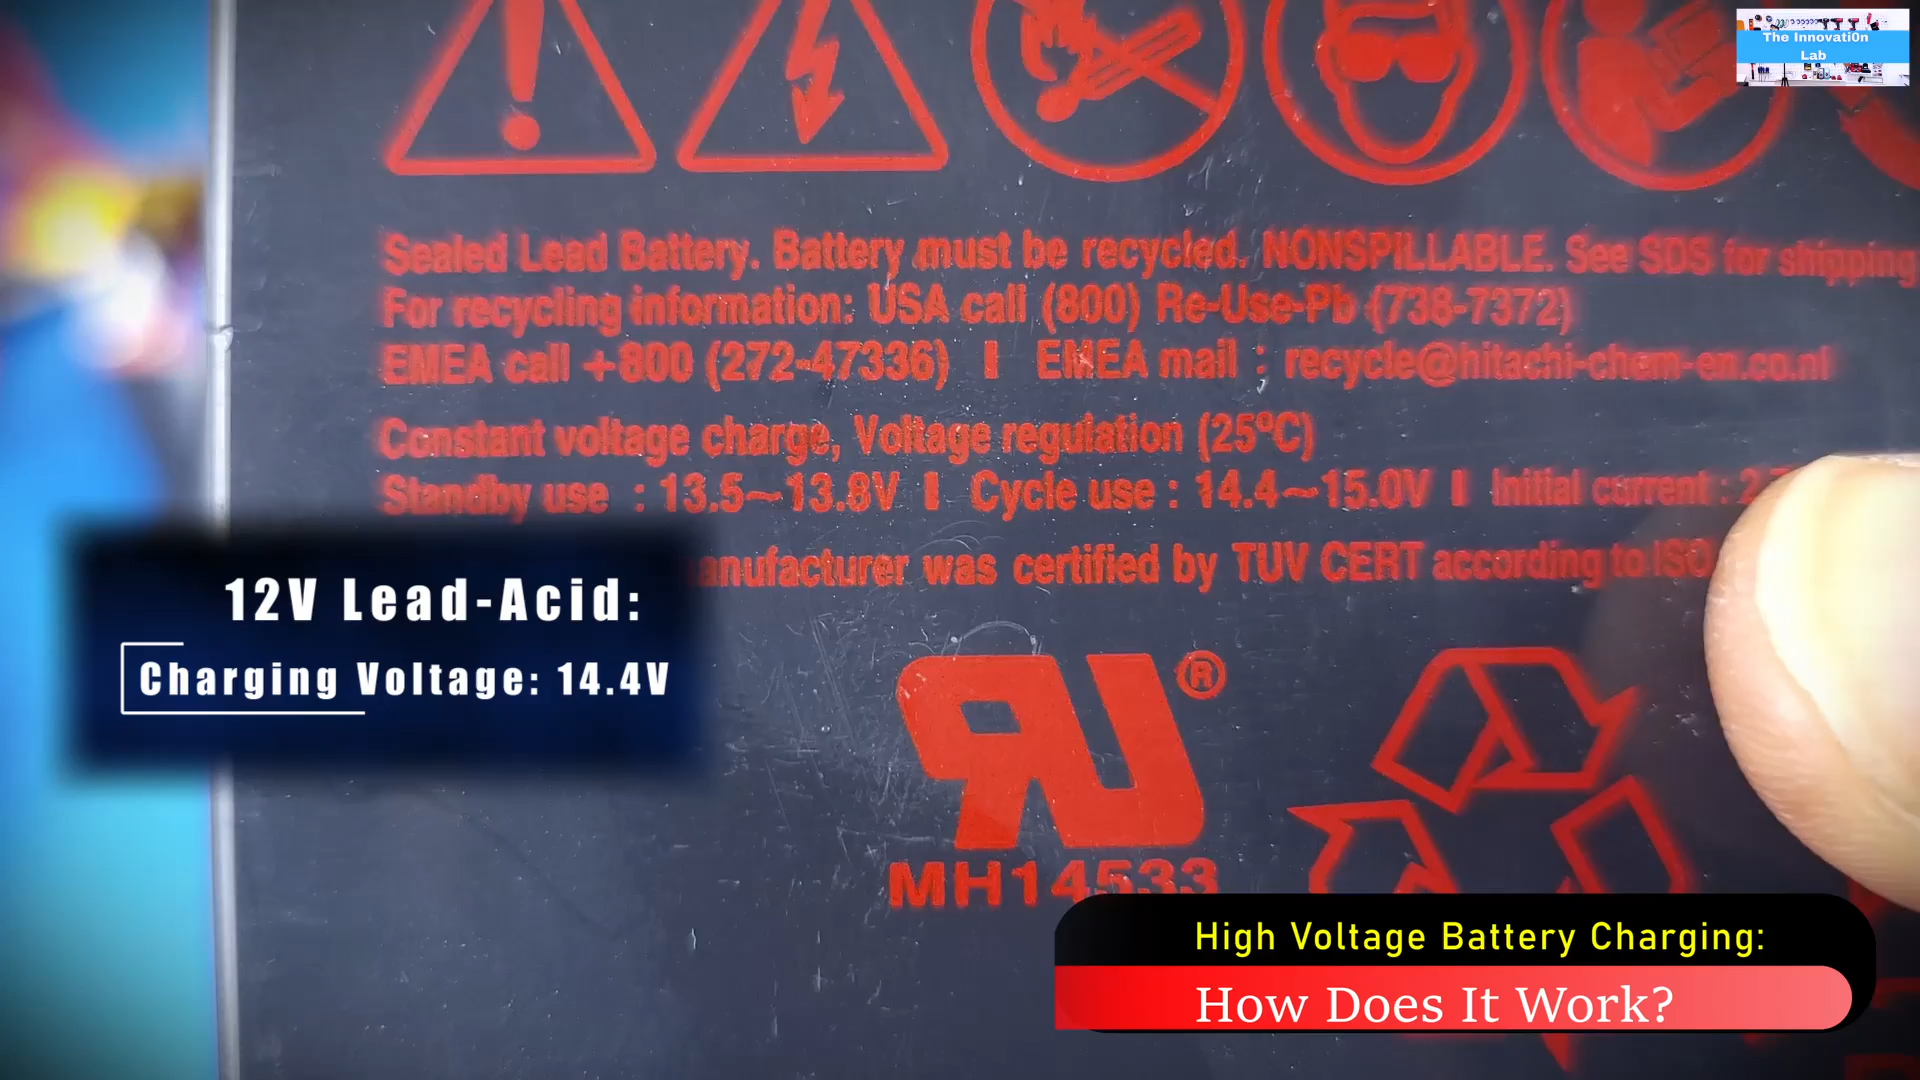 The Innovati0n
Lab
Sealed Lead Battery. Battery must be recycled. NONSPILLABLE. See SDS for shipping
For recycling information: USA call (800) Re-Use-Pb (738-7372)
EMEA call +800 (272-47336) I EMEA mail : recycle@hitachi-chem-en.co.nl
Constant voltage charge, Voltage regulation (25°C)
Standby use : 13.5~13.8V I Cycle use : 14.4~15.0V I Initial current :
was certified by TUV CERT according to ISO
12V Lead-Acid:
Charging Voltage: 14.4V
®
MH14533
High Voltage Battery Charging:
How Does It Work?